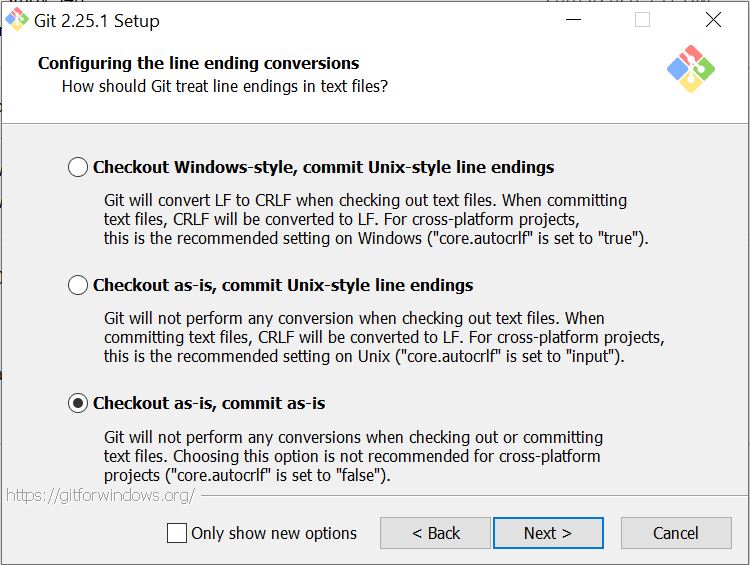 Git 2.25.1 Setup
Configuring the line ending conversions
How should Git treat line endings in text files?
Checkout Windows-style, commit Unix-style line endings
Git will convert LF to CRLF when checking out text files. When committing
text files, CRLF will be converted to LF. For cross-platform projects,
this is the recommended setting on Windows ("core.autocrlf" is set to "true").
Checkout as-is, commit Unix-style line endings
Git will not perform any conversion when checking out text files. When
committing text files, CRLF will be converted to LF. For cross-platform projects,
this is the recommended setting on Unix ("core.autocrlf" is set to "input").
Checkout as-is, commit as-is
Git will not perform any conversions when checking out or committing
text files. Choosing this option is not recommended for cross-platform
projects ("core.autocrlf" is set to "false").
https://gitforwindows.org/
Only show new options
< Back
Next >
Cancel